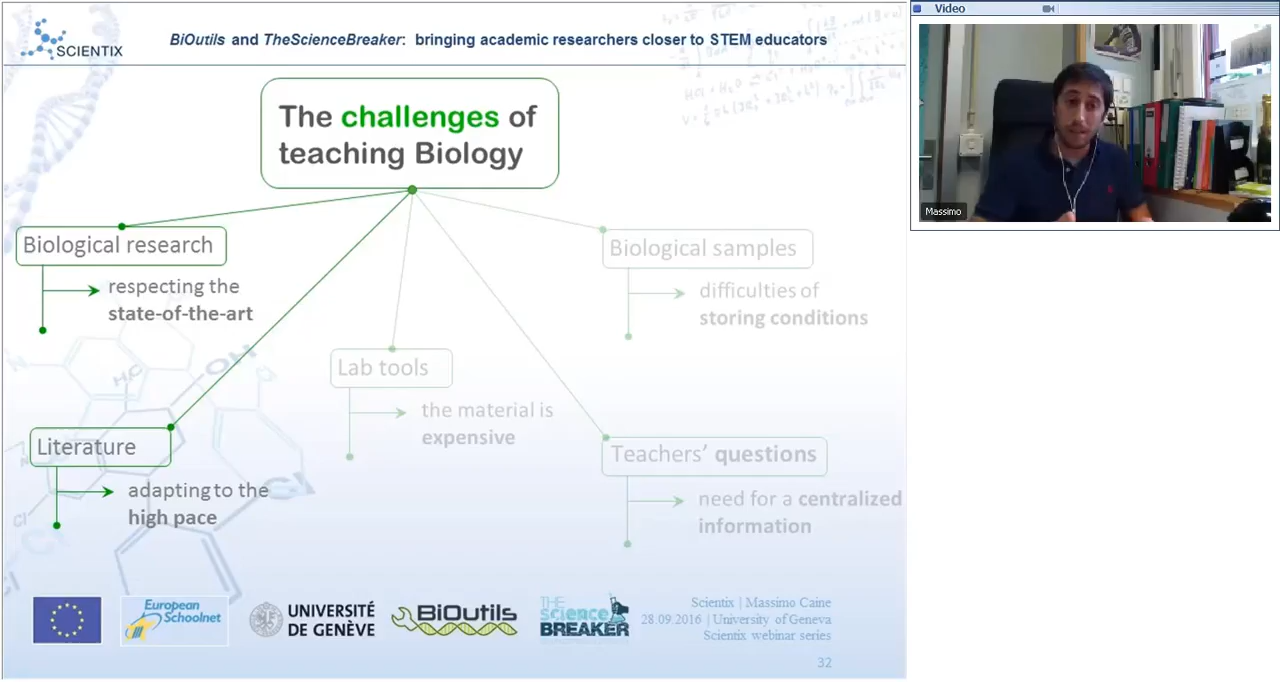 SCIENTIX
BiOutils and TheScienceBreaker: bringing academic researchers closer to STEM educators
The challenges of
teaching Biology
Biological research
respecting the
state-of-the-art
Biological samples
difficulties of
storing conditions
Lab tools
the material is
expensive
Literature
adapting to the
high pace
Teachers' questions
need for a centralized
information
European
Schoolnet
UNIVERSITÉ
DE GENÈVE
BiOutils
THE
science
BREAKER
Scientix | Massimo Caine
28.09.2016 | University of Geneva
Scientix webinar series
32
Video
Massimo